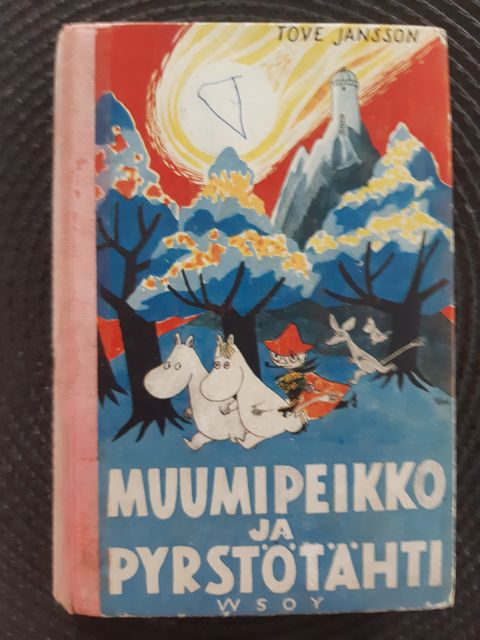 TOVE JANSSON
MUUMIPEIKKO
JA
PYRSTÖTÄHTI
WSOY